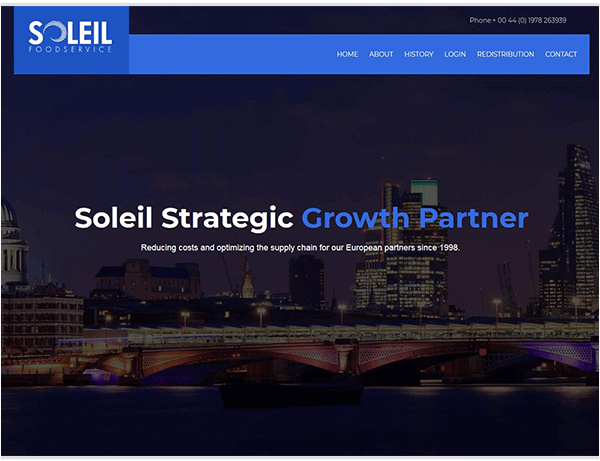 Phone:+ 00 44 (0) 1978 263939
SOLEIL
FOODSERVICE
HOME ABOUT HISTORY LOGIN REDISTRIBUTION CONTACT
Soleil Strategic Growth Partner
Reducing costs and optimizing the supply chain for our European partners since 1998.